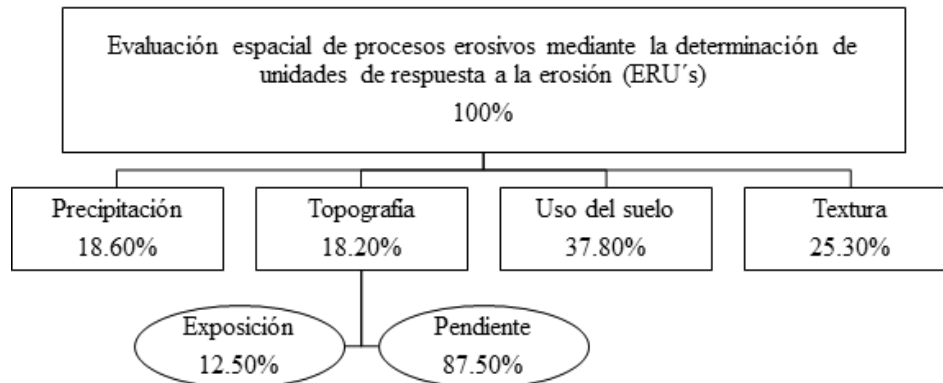 Evaluación espacial de procesos erosivos mediante la determinación de
unidades de respuesta a la erosión (ERU´s)
100%
Precipitación
18.60%
Topografía
18.20%
Uso del suelo
37.80%
Textura
25.30%
Exposición
12.50%
Pendiente
87.50%